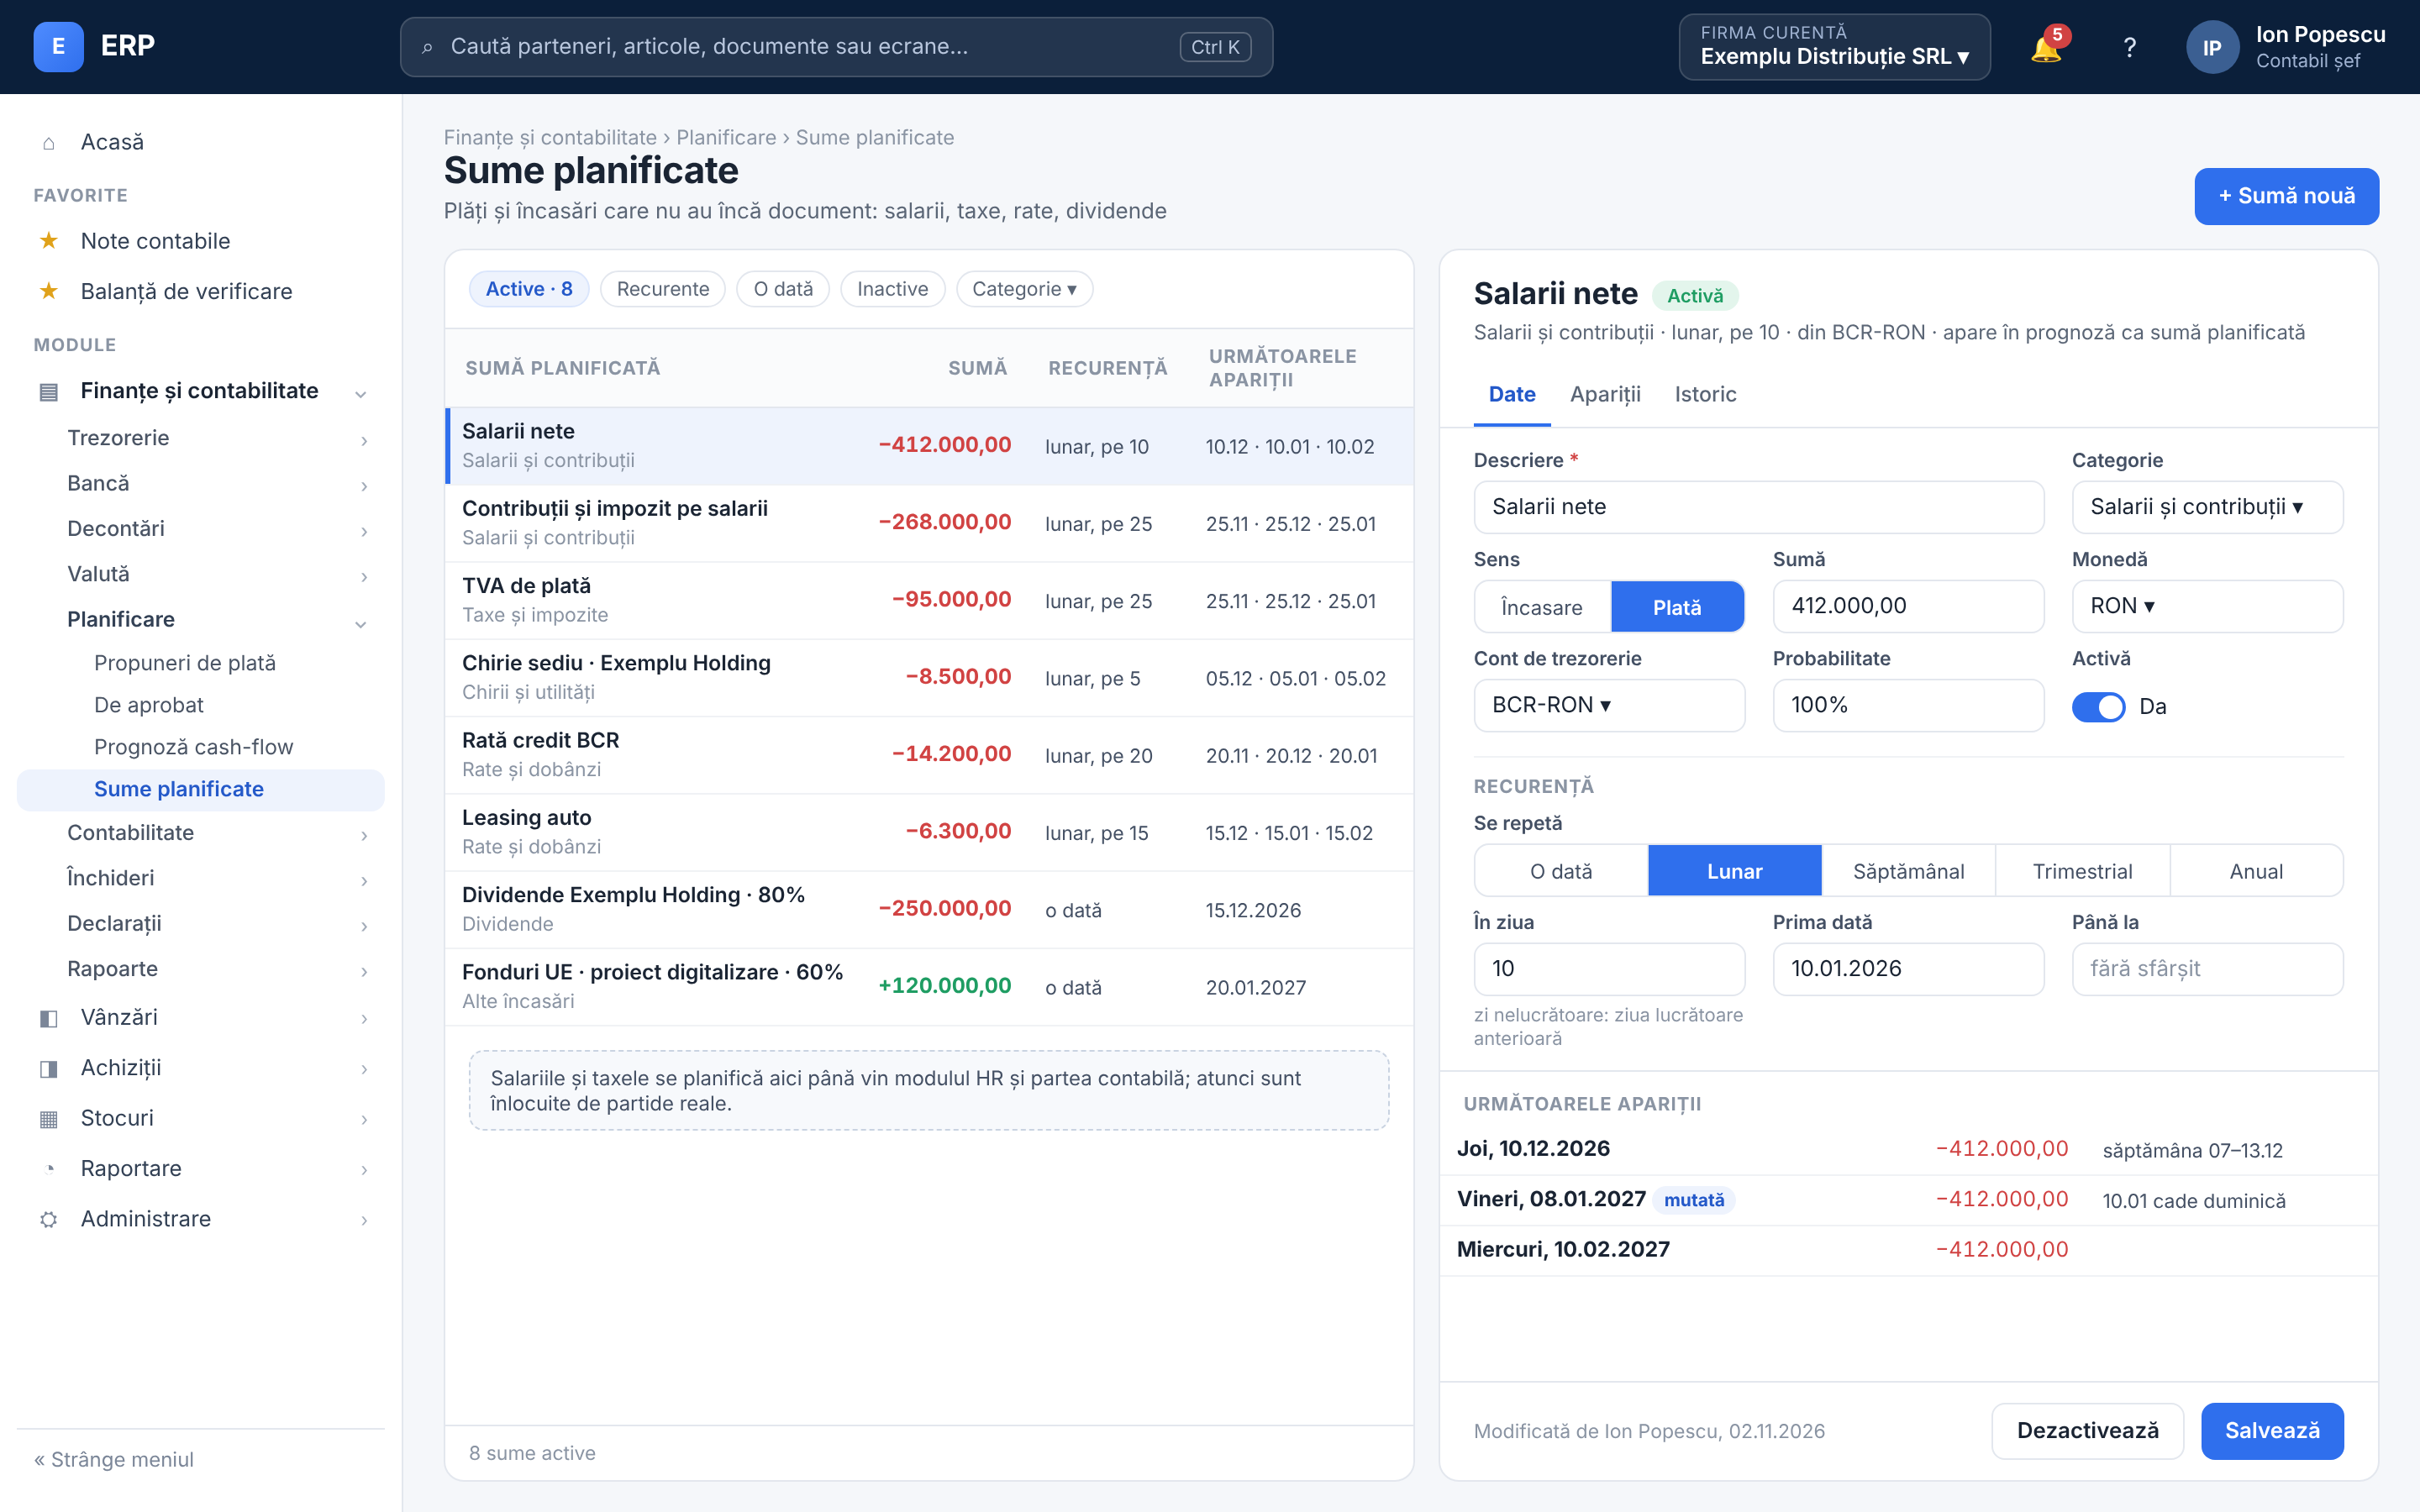 E ERP
Caută parteneri, articole, documente sau ecrane... Ctrl K
FIRMA CURENTĂ
Exemplu Distribuție SRL ▾
5
?
IP
Ion Popescu
Contabil șef
Acasă
FAVORITE
★ Note contabile
★ Balanță de verificare
MODULE
Finanțe și contabilitate
Trezorerie ›
Bancă ›
Decontări ›
Valută ›
Planificare
Propuneri de plată
De aprobat
Prognoză cash-flow
Sume planificate
Contabilitate ›
Închideri ›
Declarații ›
Rapoarte ›
Vânzări ›
Achiziții ›
Stocuri ›
Raportare ›
Administrare ›
« Strânge meniul
Finanțe și contabilitate › Planificare › Sume planificate
Sume planificate
Plăți și încasări care nu au încă document: salarii, taxe, rate, dividende
+ Sumă nouă
Active · 8 Recurente O dată Inactive Categorie ▾
SUMĂ PLANIFICATĂ SUMĂ RECURENȚĂ URMĂTOARELE
APARIȚII
Salarii nete −412.000,00 lunar, pe 10 10.12 · 10.01 · 10.02
Salarii și contribuții
Contribuții și impozit pe salarii −268.000,00 lunar, pe 25 25.11 · 25.12 · 25.01
Salarii și contribuții
TVA de plată −95.000,00 lunar, pe 25 25.11 · 25.12 · 25.01
Taxe și impozite
Chirie sediu · Exemplu Holding −8.500,00 lunar, pe 5 05.12 · 05.01 · 05.02
Chirii și utilități
Rată credit BCR −14.200,00 lunar, pe 20 20.11 · 20.12 · 20.01
Rate și dobânzi
Leasing auto −6.300,00 lunar, pe 15 15.12 · 15.01 · 15.02
Rate și dobânzi
Dividende Exemplu Holding · 80% −250.000,00 o dată 15.12.2026
Dividende
Fonduri UE · proiect digitalizare · 60% +120.000,00 o dată 20.01.2027
Alte încasări
Salariile și taxele se planifică aici până vin modulul HR și partea contabilă; atunci sunt
înlocuite de partide reale.
8 sume active
Salarii nete Activă
Salarii și contribuții · lunar, pe 10 · din BCR-RON · apare în prognoză ca sumă planificată
Date Apariții Istoric
Descriere * Categorie
Salarii nete Salarii și contribuții ▾
Sens Sumă Monedă
Încasare Plată 412.000,00 RON ▾
Cont de trezorerie Probabilitate Activă
BCR-RON ▾ 100% Da
RECURENȚĂ
Se repetă
O dată Lunar Săptămânal Trimestrial Anual
În ziua Prima dată Până la
10 10.01.2026 fără sfârșit
zi nelucrătoare: ziua lucrătoare
anterioară
URMĂTOARELE APARIȚII
Joi, 10.12.2026 −412.000,00 săptămâna 07–13.12
Vineri, 08.01.2027 mutată −412.000,00 10.01 cade duminică
Miercuri, 10.02.2027 −412.000,00
Modificată de Ion Popescu, 02.11.2026 Dezactivează Salvează